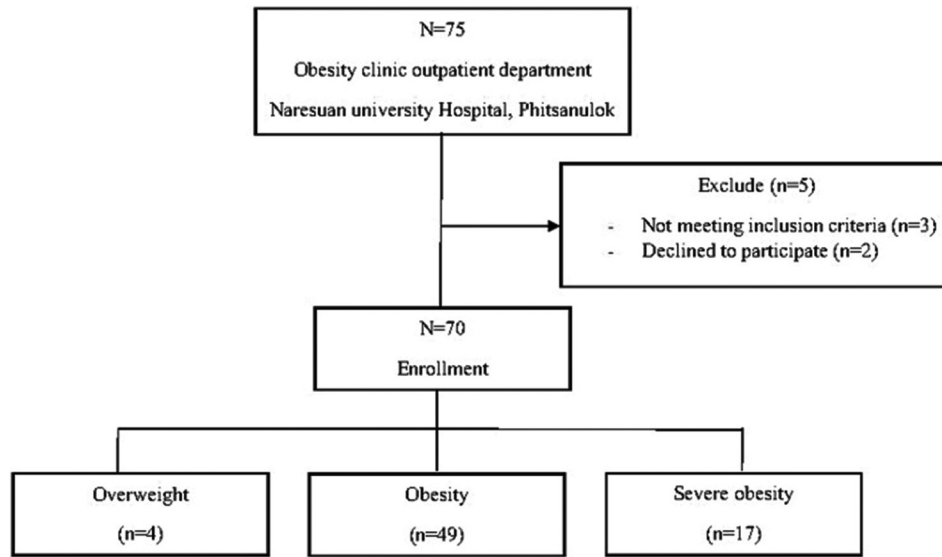 N=75
Obesity clinic outpatient department
Naresuan university Hospital, Phitsanulok
Exclude (n=5)
- Not meeting inclusion criteria (n=3)
- Declined to participate (n=2)
N=70
Enrollment
Overweight
(n=4)
Obesity
(n=49)
Severe obesity
(n=17)